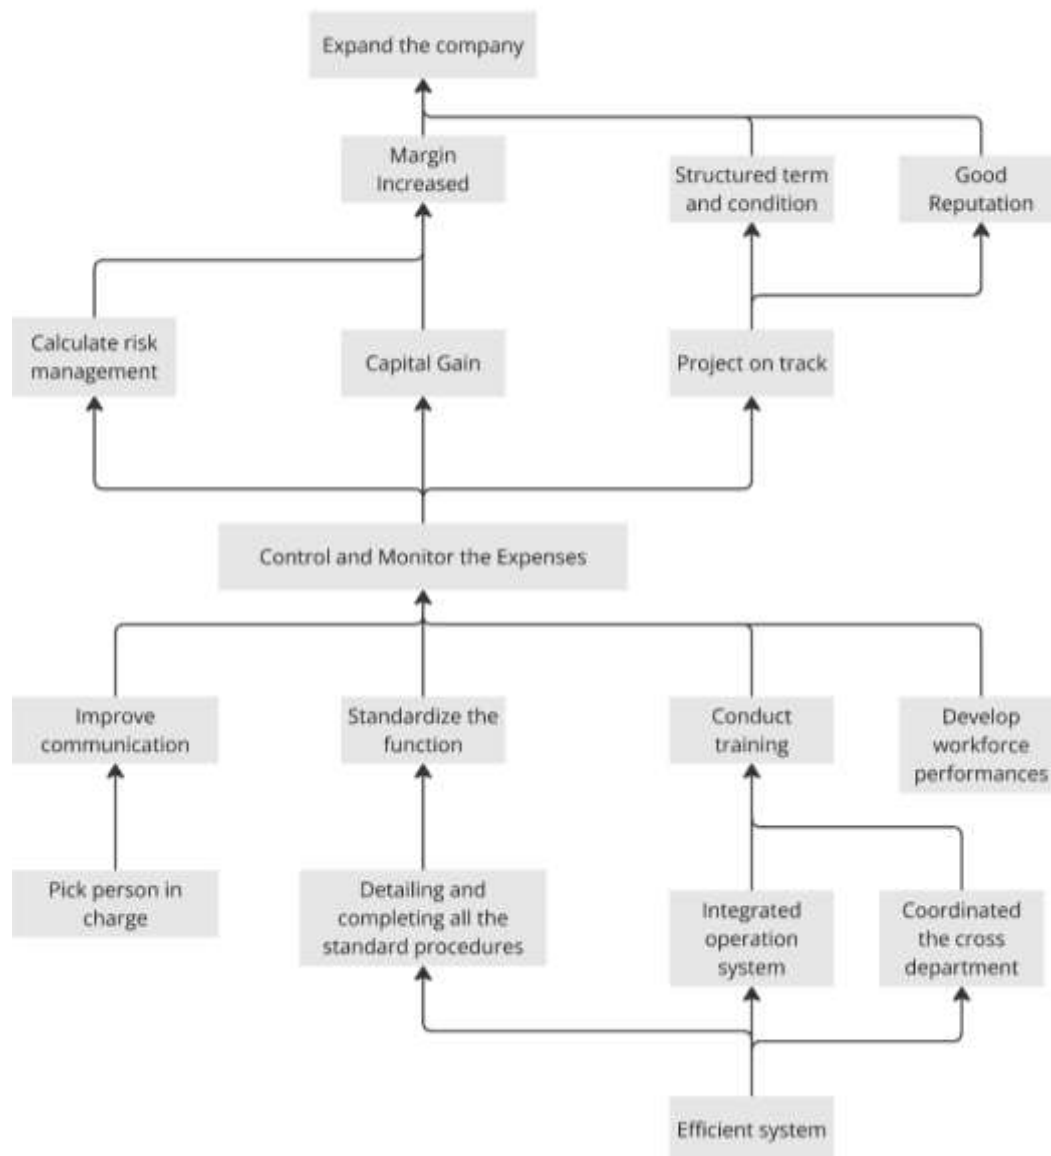 Expand the company
Margin
Increased
Structured term
and condition
Good
Reputation
Calculate risk
management
Capital Gain
Project on track
Control and Monitor the Expenses
Improve
communication
Standardize the
function
Conduct
training
Develop
workforce
performances
Pick person in
charge
Detailing and
completing all the
standard procedures
Integrated
operation
system
Coordinated
the cross
department
Efficient system